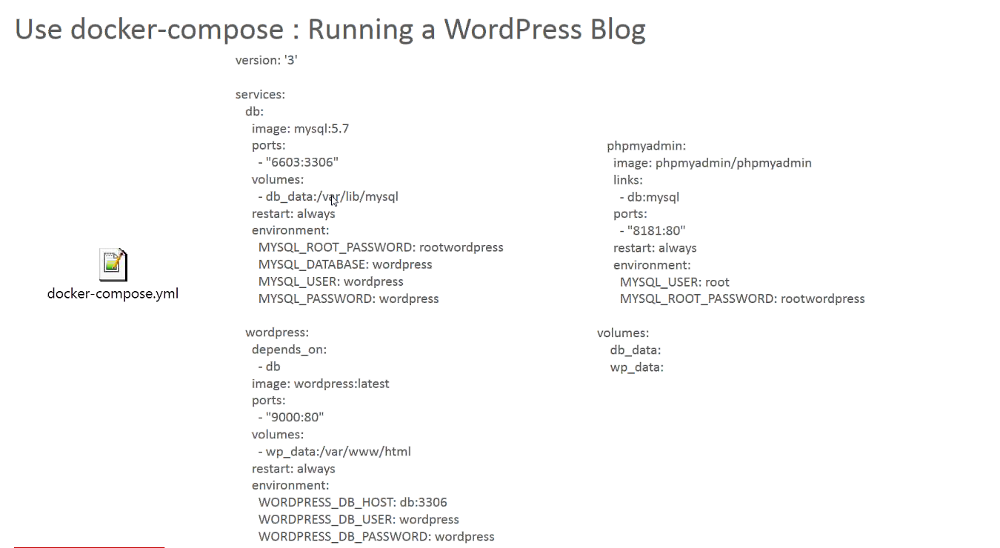 Use docker-compose : Running a WordPress Blog
version: '3'
services:
db:
image: mysql:5.7
ports:
- "6603:3306"
volumes:
- db_data:/var/lib/mysql
restart: always
environment:
MYSQL_ROOT_PASSWORD: rootwordpress
MYSQL_DATABASE: wordpress
MYSQL_USER: wordpress
MYSQL_PASSWORD: wordpress
wordpress:
depends_on:
- db
image: wordpress:latest
ports:
- "9000:80"
volumes:
- wp_data:/var/www/html
restart: always
environment:
WORDPRESS_DB_HOST: db:3306
WORDPRESS_DB_USER: wordpress
WORDPRESS_DB_PASSWORD: wordpress
phpmyadmin:
image: phpmyadmin/phpmyadmin
links:
- db:mysql
ports:
- "8181:80"
restart: always
environment:
MYSQL_USER: root
MYSQL_ROOT_PASSWORD: rootwordpress
volumes:
db_data:
wp_data:
docker-compose.yml